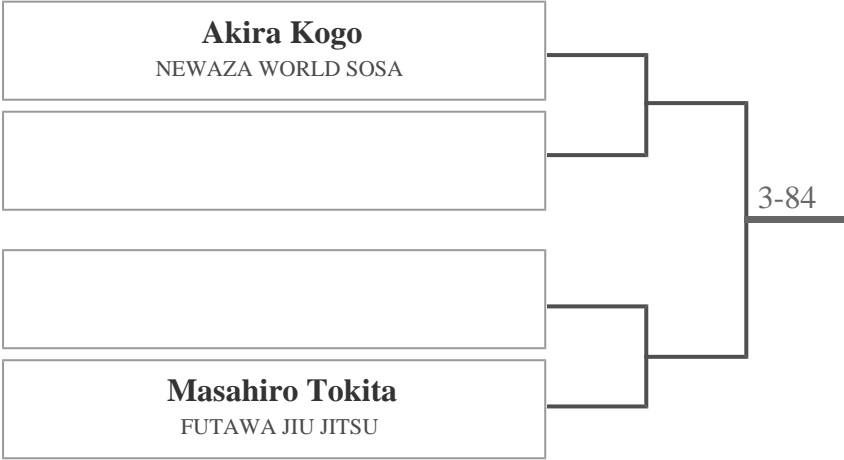 Akira Kogo
NEWAZA WORLD SOSA
3-84
Masahiro Tokita
FUTAWA JIU JITSU